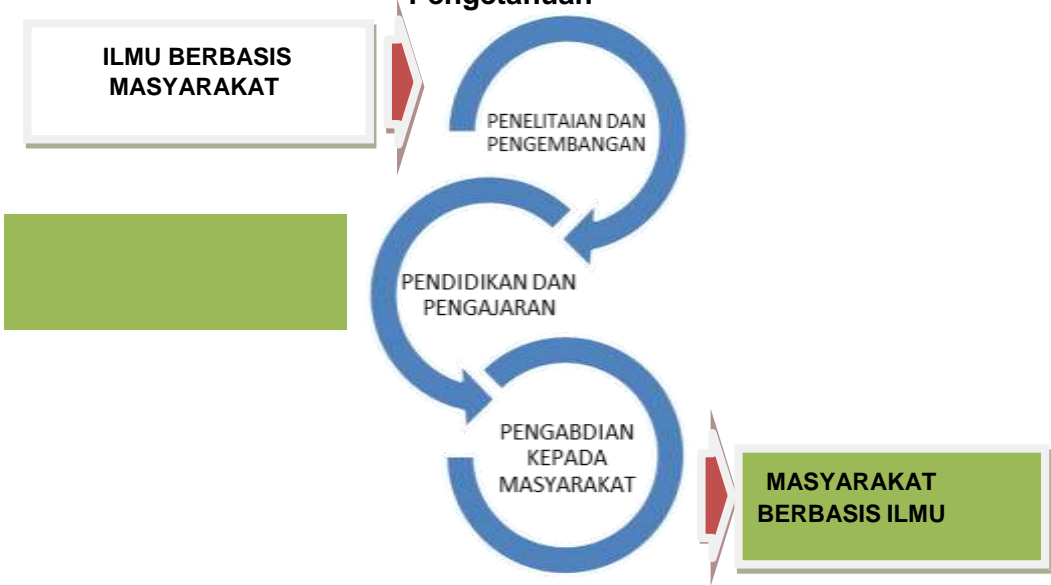 Pengetahuan
ILMU BERBASIS
MASYARAKAT
PENELITAIAN DAN
PENGEMBANGAN
PENDIDIKAN DAN
PENGAJARAN
PENGABDIAN
KEPADA
MASYARAKAT
MASYARAKAT
BERBASIS ILMU